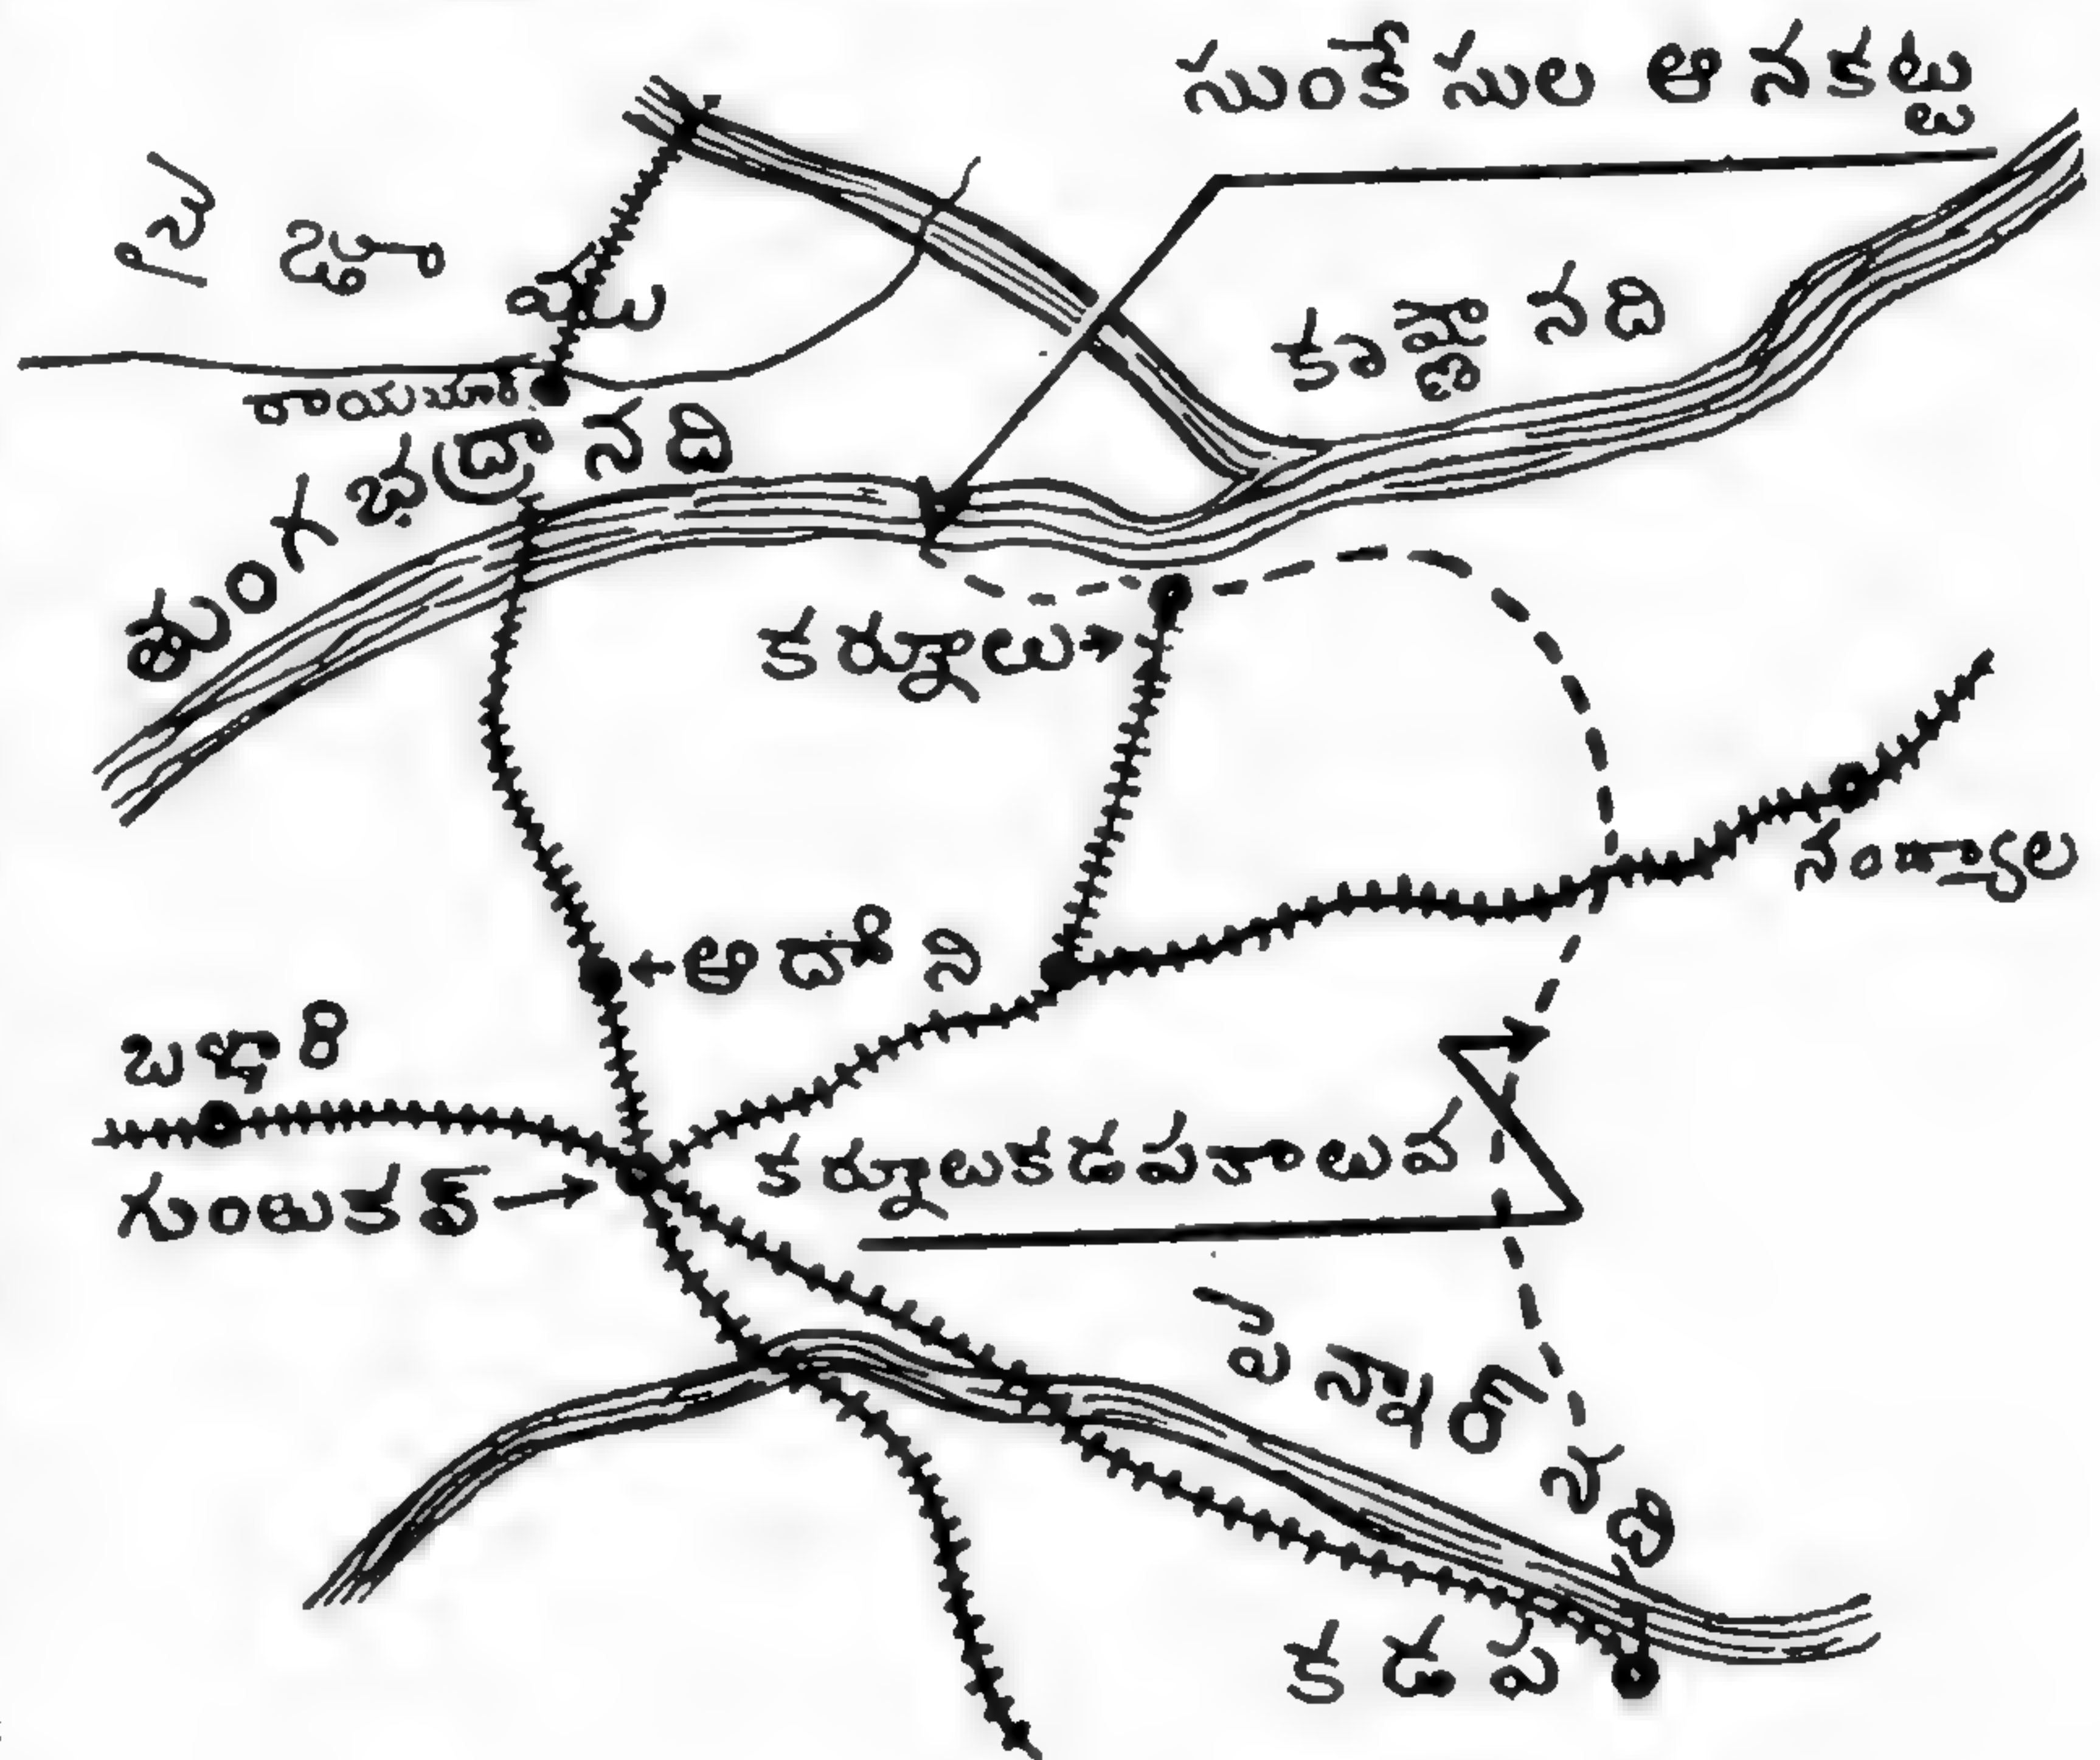 సుంకేసుల ఆనకట్టు
కృష్ణా నది
రాయచూర్
తుంగభద్రా నది
కర్నూలు
నంద్యాల
ఆదోని
బళ్లారి
కర్నూలుకడపకాలువ
గుంటకల్
పెన్నార్ నది
కడప